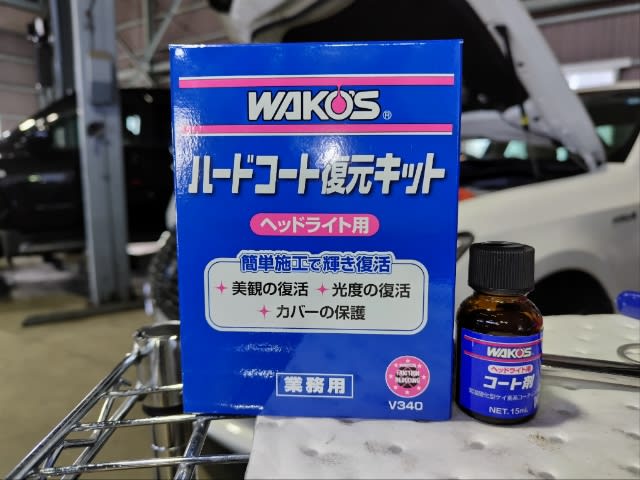 WAKO'S®
ハードコート復元キット
ヘッドライト用
簡単施工で輝き復活
美観の復活 光度の復活
カバーの保護
業務用
V340
WAKO'S
ヘッドライト用
コート剤
NET.15mL